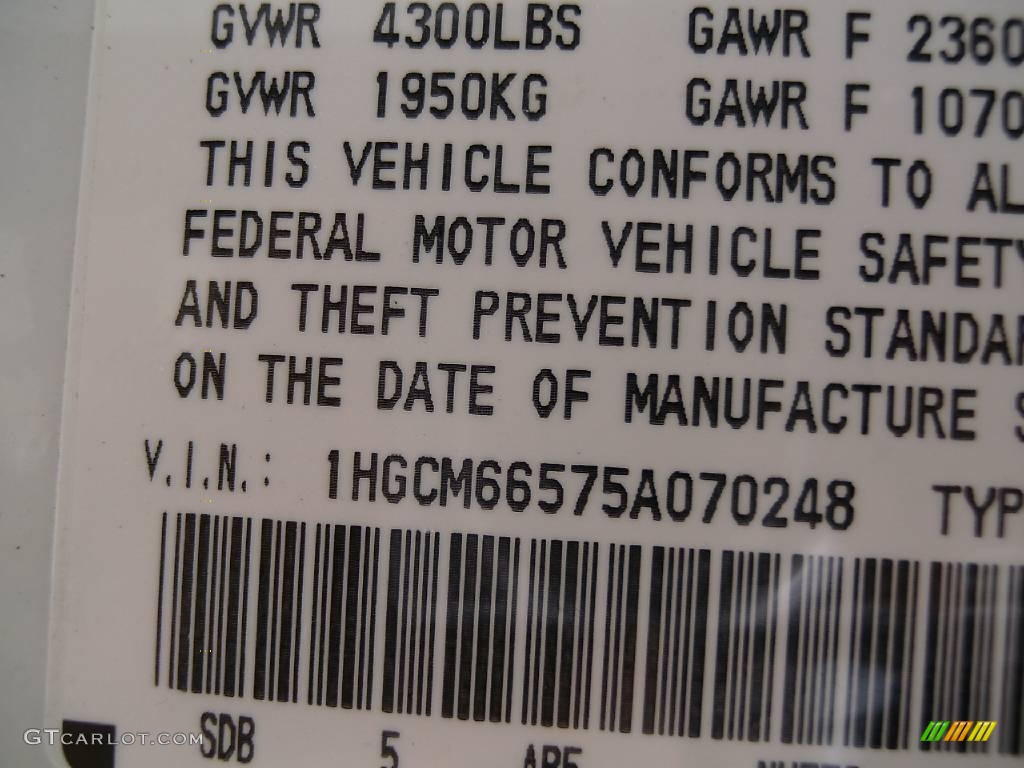 GVWR 4300LBS GAWR F 2360
GVWR 1950KG GAWR F 1070
THIS VEHICLE CONFORMS TO AL
FEDERAL MOTOR VEHICLE SAFETY
AND THEFT PREVENTION STANDAR
ON THE DATE OF MANUFACTURE S
V.I.N.: 1HGCM66575A070248 TYP
SDB 5
GTCARLOT.COM